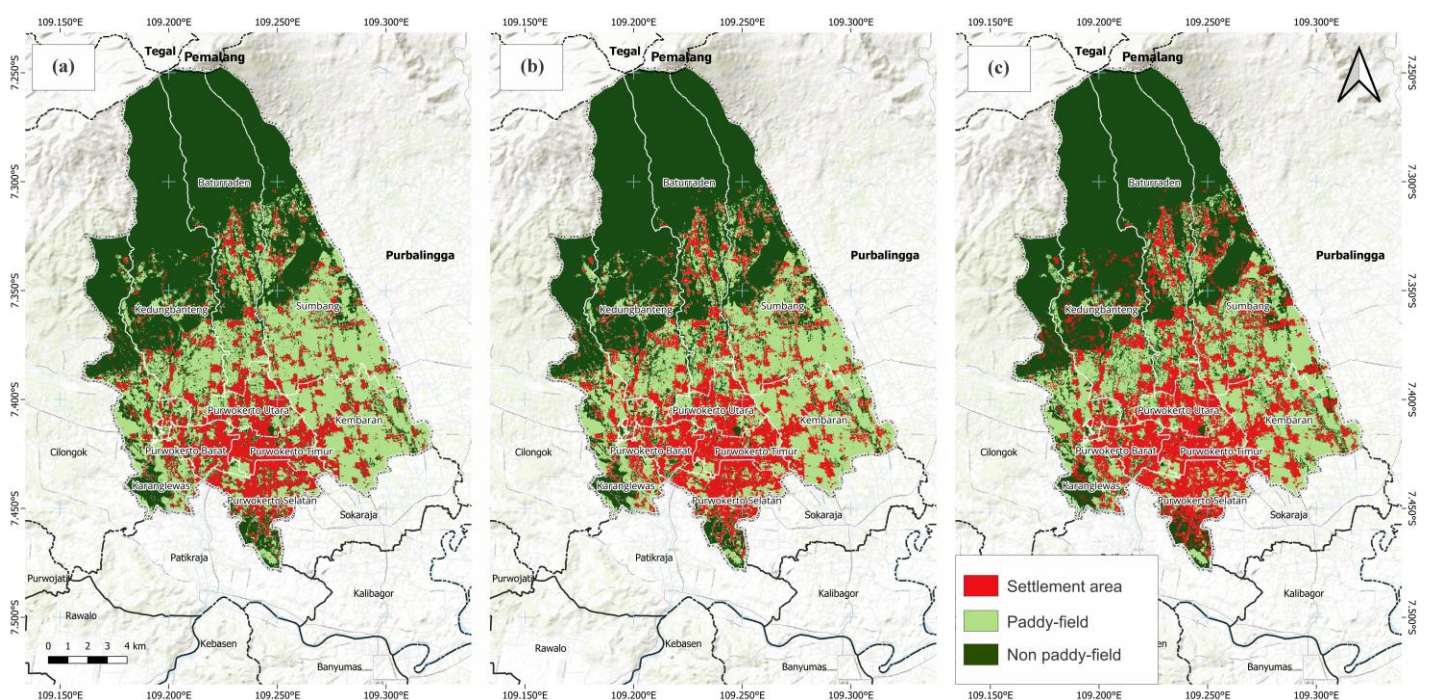 109.150°S 109.200°S 109.250°S 109.300°S 109.150°S 109.200°S 109.250°S 109.300°S 109.150°S 109.200°S 109.250°S 109.300°S
(a)
Tegal
Pemalang
7.250°S
7.300°S
7.350°S
7.400°S
7.450°S
7.500°S
Baturraden
Purbalingga
Kedungbanteng
Sumbang
Purwokerto Utara
Kembaran
Cilongok
Purwokerto Barat
Purwokerto Timur
Karanglewas
Purwokerto Selatan
Sokaraja
Patikraja
Purwojati
Kalibagor
Rawalo
Kebasen
Banyumas
0 1 2 3 4 km
(b)
Tegal
Pemalang
Baturraden
Purbalingga
Kedungbanteng
Sumbang
Purwokerto Utara
Kembaran
Cilongok
Purwokerto Barat
Purwokerto Timur
Karanglewas
Purwokerto Selatan
Sokaraja
Patikraja
Purwojati
Kalibagor
Rawalo
Kebasen
Banyumas
(c)
Tegal
Pemalang
7.250°S
7.300°S
7.350°S
7.400°S
7.450°S
7.500°S
Baturraden
Purbalingga
Kedungbanteng
Sumbang
Purwokerto Utara
Kembaran
Cilongok
Purwokerto Barat
Purwokerto Timur
Karanglewas
Purwokerto Selatan
Sokaraja
Kalibagor
Banyumas
Settlement area
Paddy-field
Non paddy-field
109.150°S 109.200°S 109.250°S 109.300°S 109.150°S 109.200°S 109.250°S 109.300°S 109.150°S 109.200°S 109.250°S 109.300°S